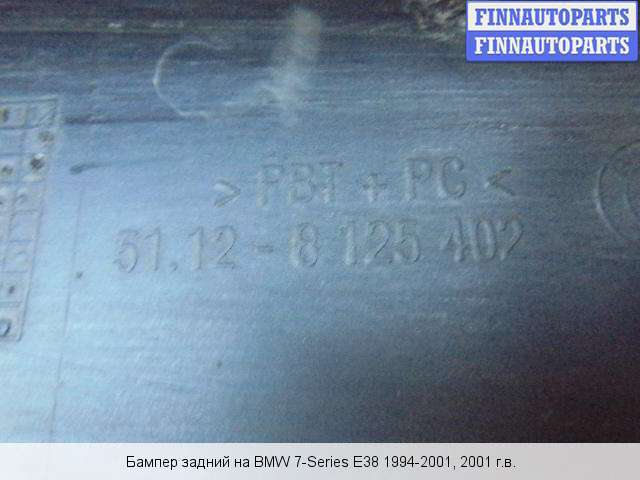 FINNAUTOPARTS
FINNAUTOPARTS
> PBT + PC <
51.12 - 8 125 402
Бампер задний на BMW 7-Series E38 1994-2001, 2001 г.в.